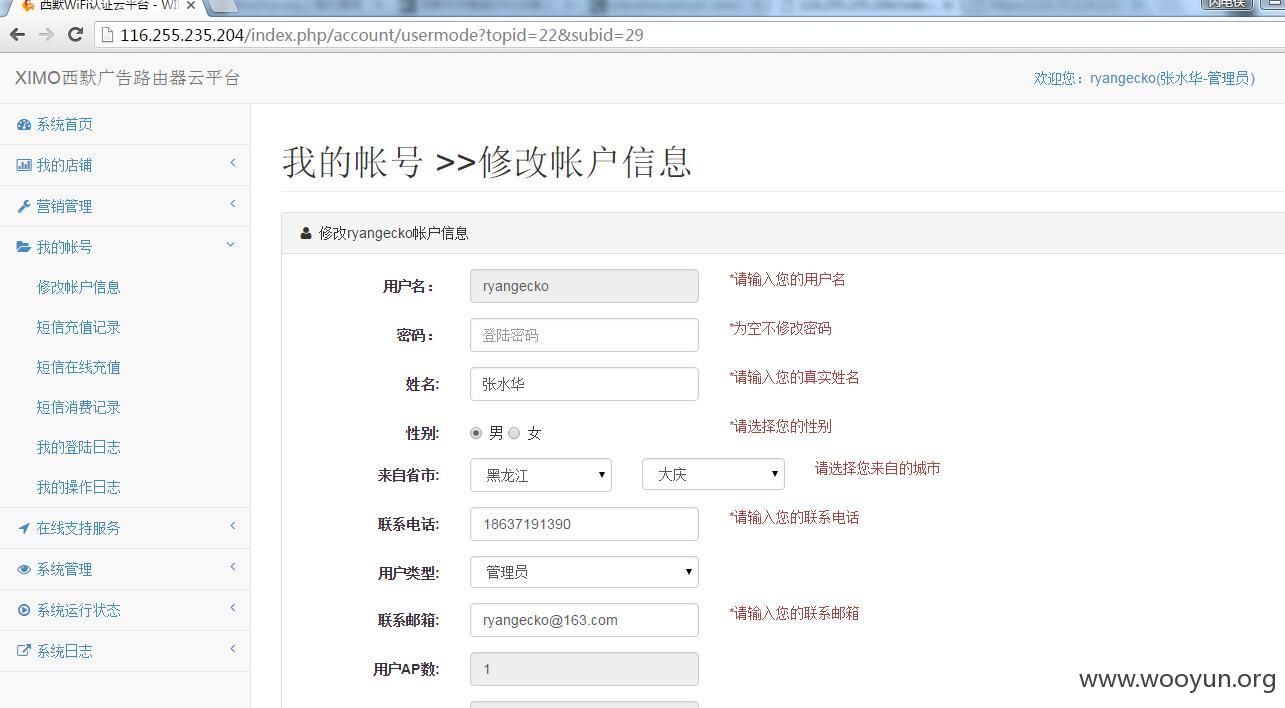 西默WiFi认证云平台 - WI
116.255.235.204/index.php/account/usermode?topid=22&subid=29
XIMO西默广告路由器云平台
欢迎您：ryangecko(张水华-管理员)
系统首页
我的店铺
营销管理
我的帐号
修改帐户信息
短信充值记录
短信在线充值
短信消费记录
我的登陆日志
我的操作日志
在线支持服务
系统管理
系统运行状态
系统日志
我的帐号 >>修改帐户信息
修改ryangecko帐户信息
用户名： ryangecko *请输入您的用户名
密码： 登陆密码 *为空不修改密码
姓名: 张水华 *请输入您的真实姓名
性别: 男 女 *请选择您的性别
来自省市: 黑龙江 大庆 请选择您来自的城市
联系电话: 18637191390 *请输入您的联系电话
用户类型: 管理员
联系邮箱: ryangecko@163.com *请输入您的联系邮箱
用户AP数: 1
www.wooyun.org